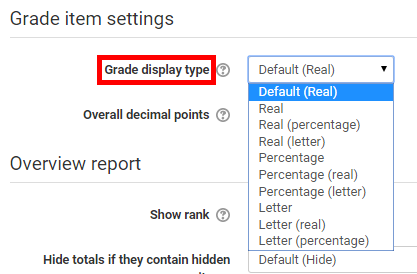 Grade item settings
Grade display type
Default (Real)
Default (Real)
Real
Real (percentage)
Real (letter)
Percentage
Percentage (real)
Percentage (letter)
Letter
Letter (real)
Letter (percentage)
Overall decimal points
Overview report
Show rank
Hide totals if they contain hidden
Default (Hide)